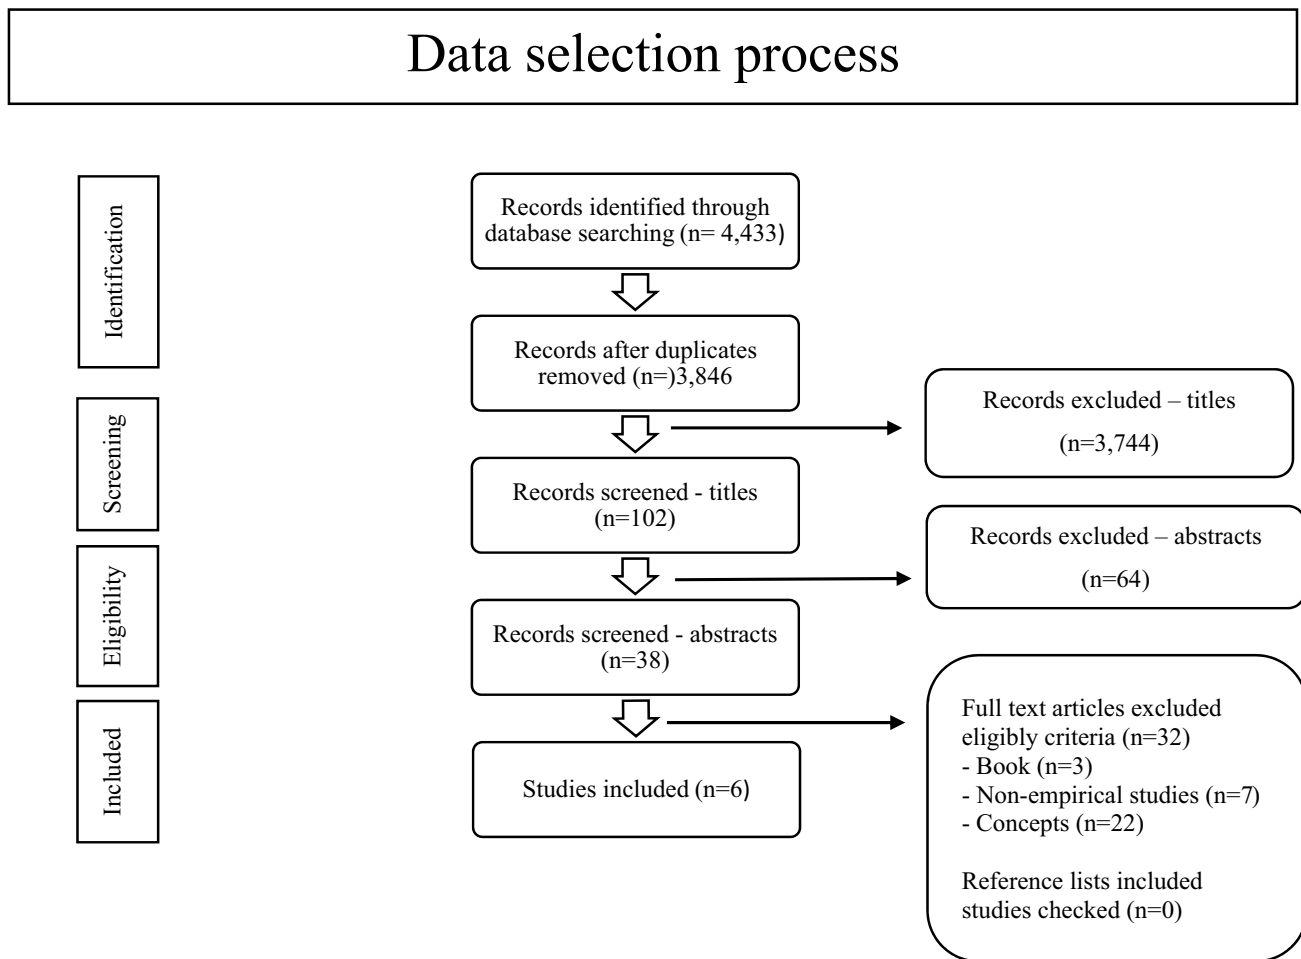 Data selection process
Identification
Records identified through
database searching (n= 4,433)
Records after duplicates
removed (n=)3,846
Screening
Records excluded – titles
(n=3,744)
Records screened - titles
(n=102)
Records excluded – abstracts
(n=64)
Eligibility
Records screened - abstracts
(n=38)
Full text articles excluded
eligibly criteria (n=32)
- Book (n=3)
- Non-empirical studies (n=7)
- Concepts (n=22)
Reference lists included
studies checked (n=0)
Included
Studies included (n=6)